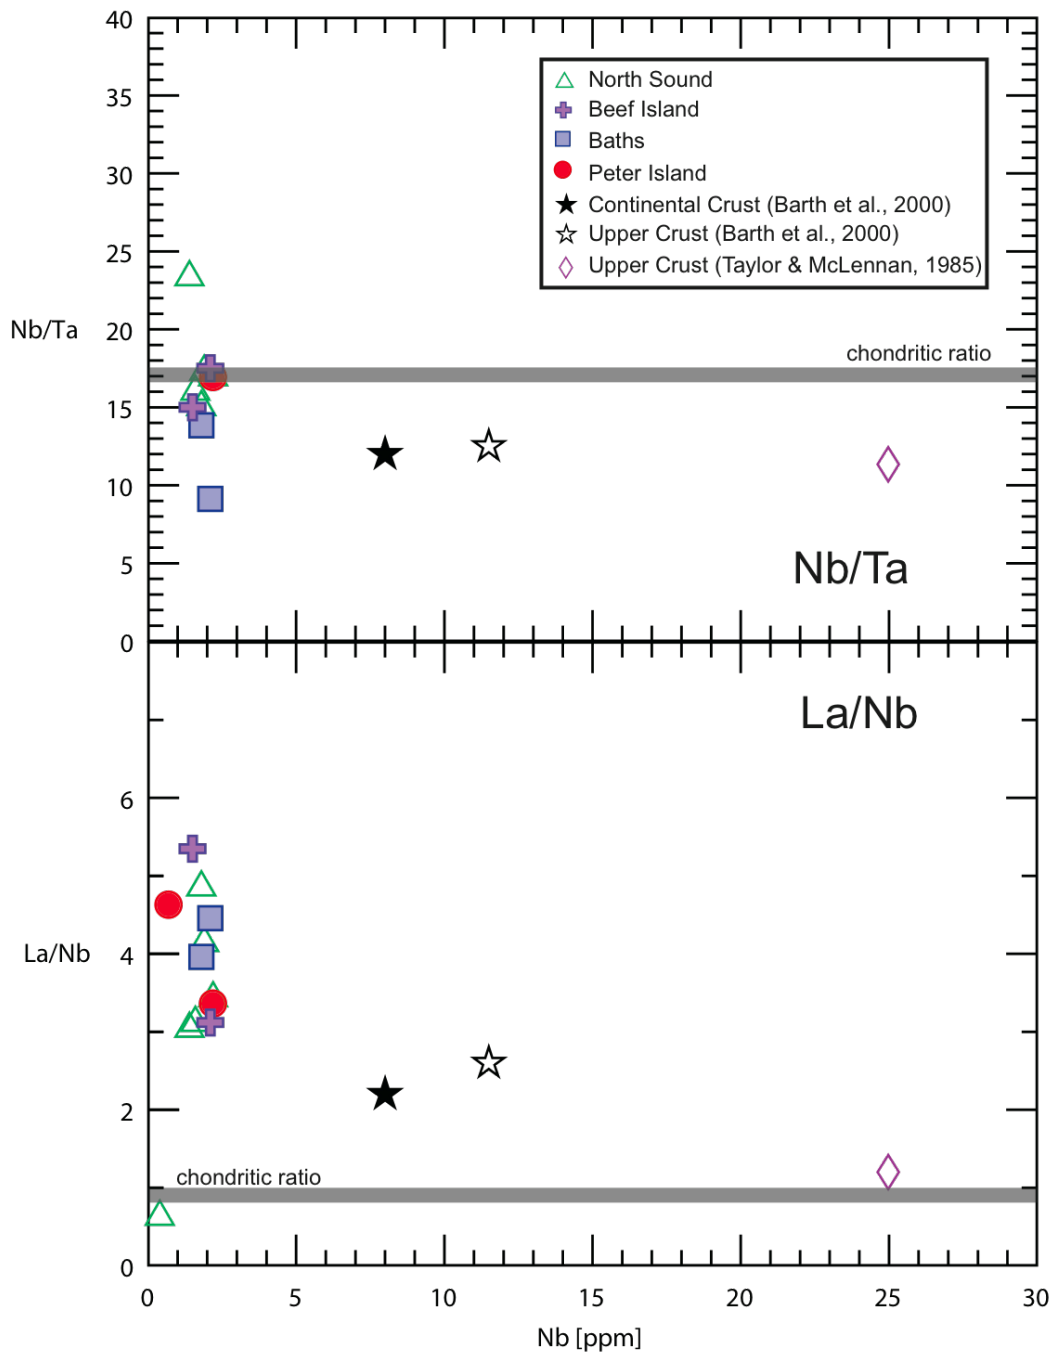 40
35
30
25
Nb/Ta
20
15
10
5
0
North Sound
Beef Island
Baths
Peter Island
Continental Crust (Barth et al., 2000)
Upper Crust (Barth et al., 2000)
Upper Crust (Taylor & McLennan, 1985)
chondritic ratio
Nb/Ta
La/Nb
6
La/Nb
4
2
0
chondritic ratio
0 5 10 15 20 25 30
Nb [ppm]